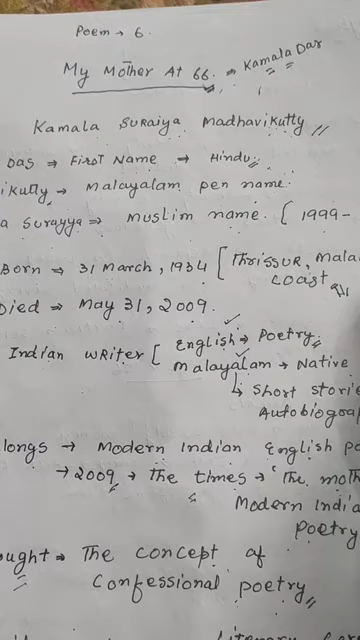 Poem → 6.
My Mother At 66. → Kamala Das
Kamala Suraiya Madhavikutty
Das ⇒ First Name → Hindu
ikutty → Malayalam pen name.
a Surayya ⇒ Muslim name. [ 1999 -
Born ⇒ 31 March, 1934 [ Thrissur, Mala
coast
Died ⇒ May 31, 2009.
Indian writer [ English → Poetry
Malayalam → Native
↳ Short storie
Autobiograp
longs → Modern Indian English po
→ 2009 → The times → ' The moth
Modern India
Poetry
ought ⇒ The concept of
Confessional poetry